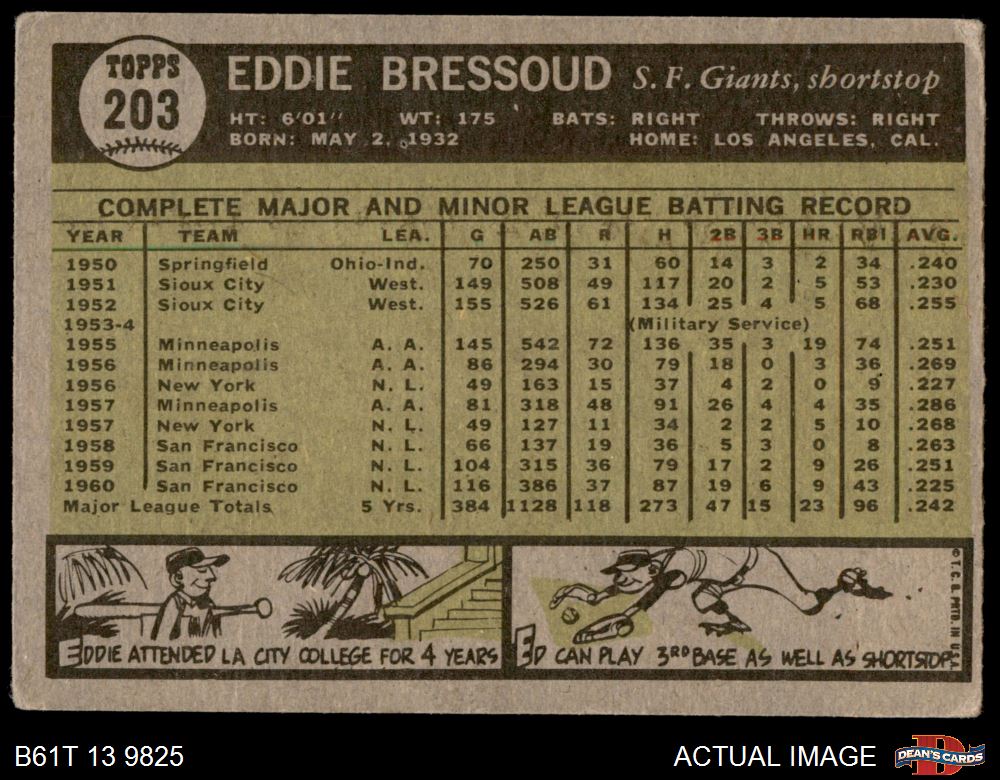 TOPPS
203
EDDIE BRESSOUD S. F. Giants, shortstop
HT: 6'01" WT: 175 BATS: RIGHT THROWS: RIGHT
BORN: MAY 2, 1932 HOME: LOS ANGELES, CAL.
COMPLETE MAJOR AND MINOR LEAGUE BATTING RECORD
YEAR TEAM LEA. G AB R H 2B 3B HR RBI AVG.
1950 Springfield Ohio-Ind. 70 250 31 60 14 3 2 34 .240
1951 Sioux City West. 149 508 49 117 20 2 5 53 .230
1952 Sioux City West. 155 526 61 134 25 4 5 68 .255
1953-4 (Military Service)
1955 Minneapolis A. A. 145 542 72 136 35 3 19 74 .251
1956 Minneapolis A. A. 86 294 30 79 18 0 3 36 .269
1956 New York N. L. 49 163 15 37 4 2 0 9 .227
1957 Minneapolis A. A. 81 318 48 91 26 4 4 35 .286
1957 New York N. L. 49 127 11 34 2 2 5 10 .268
1958 San Francisco N. L. 66 137 19 36 5 3 0 8 .263
1959 San Francisco N. L. 104 315 36 79 17 2 9 26 .251
1960 San Francisco N. L. 116 386 37 87 19 6 9 43 .225
Major League Totals 5 Yrs. 384 1128 118 273 47 15 23 96 .242
EDDIE ATTENDED LA CITY COLLEGE FOR 4 YEARS
ED CAN PLAY 3RD BASE AS WELL AS SHORTSTOP.
© T. C. G. PRTD. IN U.S.A.
B61T 13 9825 ACTUAL IMAGE
D
DEAN'S CARDS